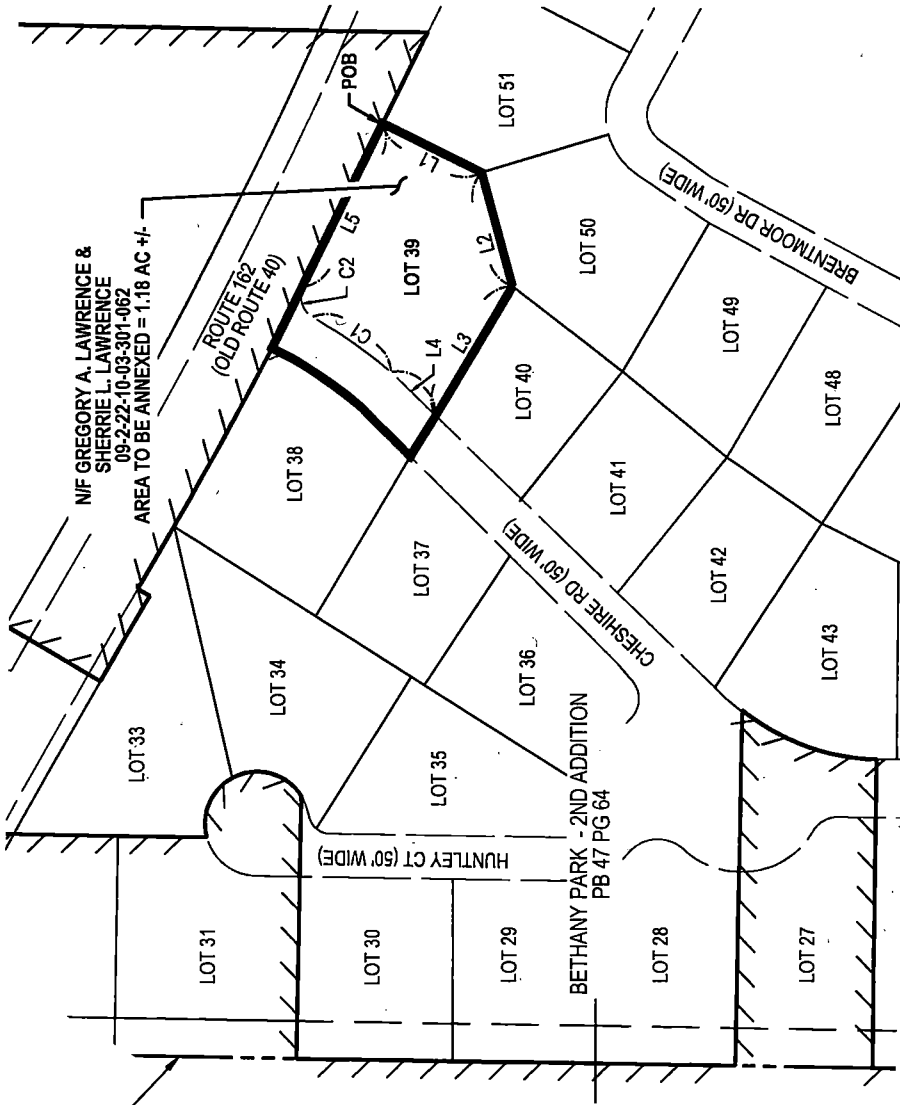 N/F GREGORY A. LAWRENCE &
SHERRIE L. LAWRENCE
09-2-22-10-03-301-062
AREA TO BE ANNEXED = 1.18 AC +/-
ROUTE 162
(OLD ROUTE 40)
POB
L5
L1
C2
LOT 39
C1
L2
L4
L3
LOT 51
LOT 50
LOT 49
LOT 48
BRENTMOOR DR (50' WIDE)
LOT 40
LOT 41
LOT 42
LOT 43
CHESHIRE RD (50' WIDE)
LOT 38
LOT 37
LOT 36
LOT 33
LOT 34
LOT 35
HUNTLEY CT (50' WIDE)
BETHANY PARK - 2ND ADDITION
PB 47 PG 64
LOT 31
LOT 30
LOT 29
LOT 28
LOT 27